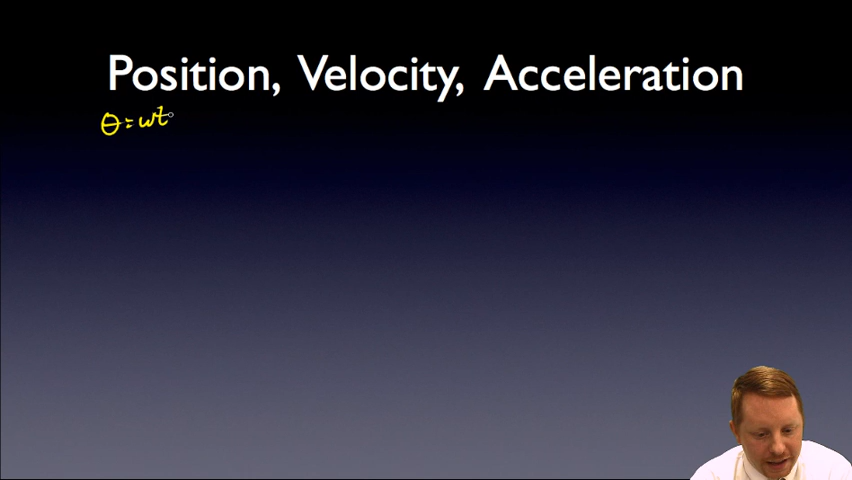 Position, Velocity, Acceleration
θ = ωt